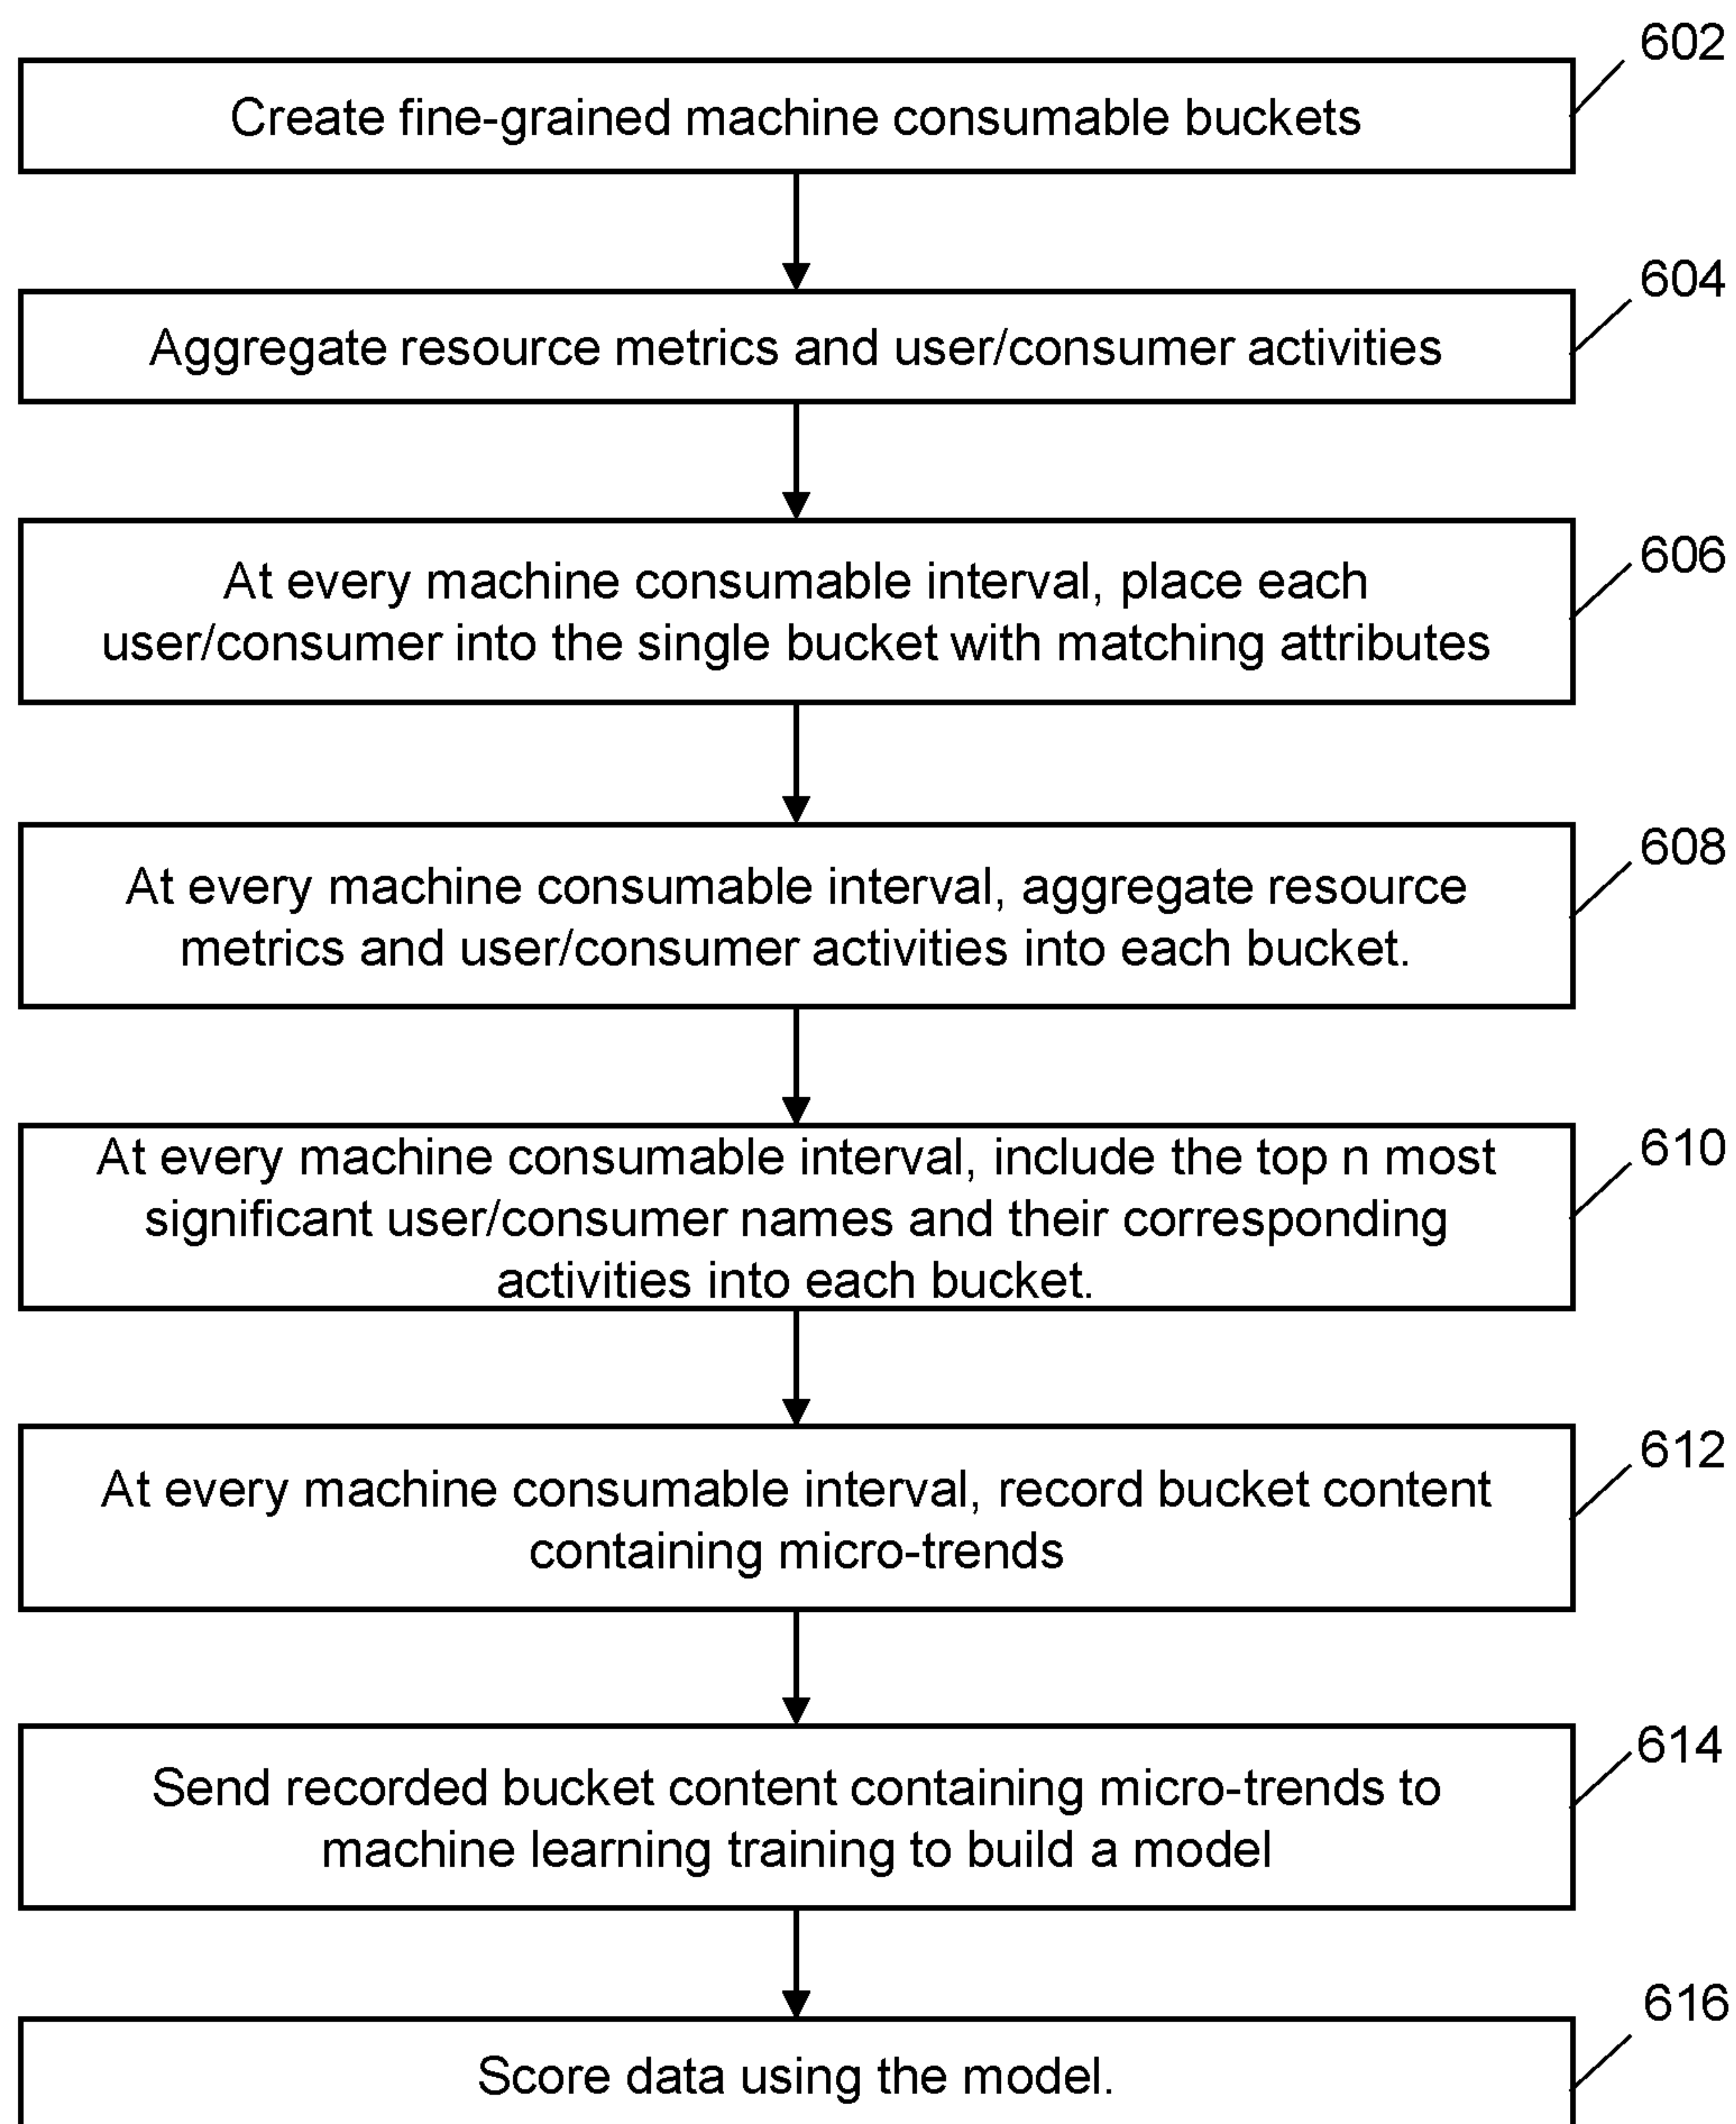 602
Create fine-grained machine consumable buckets
604
Aggregate resource metrics and user/consumer activities
606
At every machine consumable interval, place each
user/consumer into the single bucket with matching attributes
608
At every machine consumable interval, aggregate resource
metrics and user/consumer activities into each bucket.
610
At every machine consumable interval, include the top n most
significant user/consumer names and their corresponding
activities into each bucket.
612
At every machine consumable interval, record bucket content
containing micro-trends
614
Send recorded bucket content containing micro-trends to
machine learning training to build a model
616
Score data using the model.